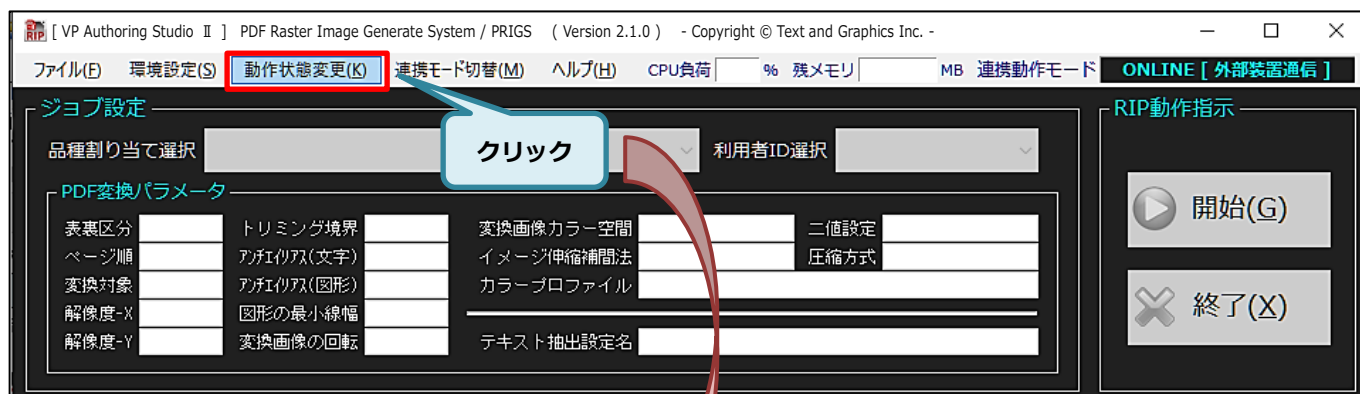 [ VP Authoring Studio Ⅱ ] PDF Raster Image Generate System / PRIGS ( Version 2.1.0 ) - Copyright © Text and Graphics Inc. -
ファイル(F) 環境設定(S) 動作状態変更(K) 連携モード切替(M) ヘルプ(H) CPU負荷 % 残メモリ MB 連携動作モード ONLINE [ 外部装置通信 ]
ジョブ設定 RIP動作指示
クリック
品種割り当て選択 利用者ID選択
PDF変換パラメータ
表裏区分 トリミング境界 変換画像カラー空間 二値設定
ページ順 アンチエイリアス(文字) イメージ伸縮補間法 圧縮方式
変換対象 アンチエイリアス(図形) カラープロファイル
解像度-X 図形の最小線幅
解像度-Y 変換画像の回転 テキスト抽出設定名
開始(G)
終了(X)